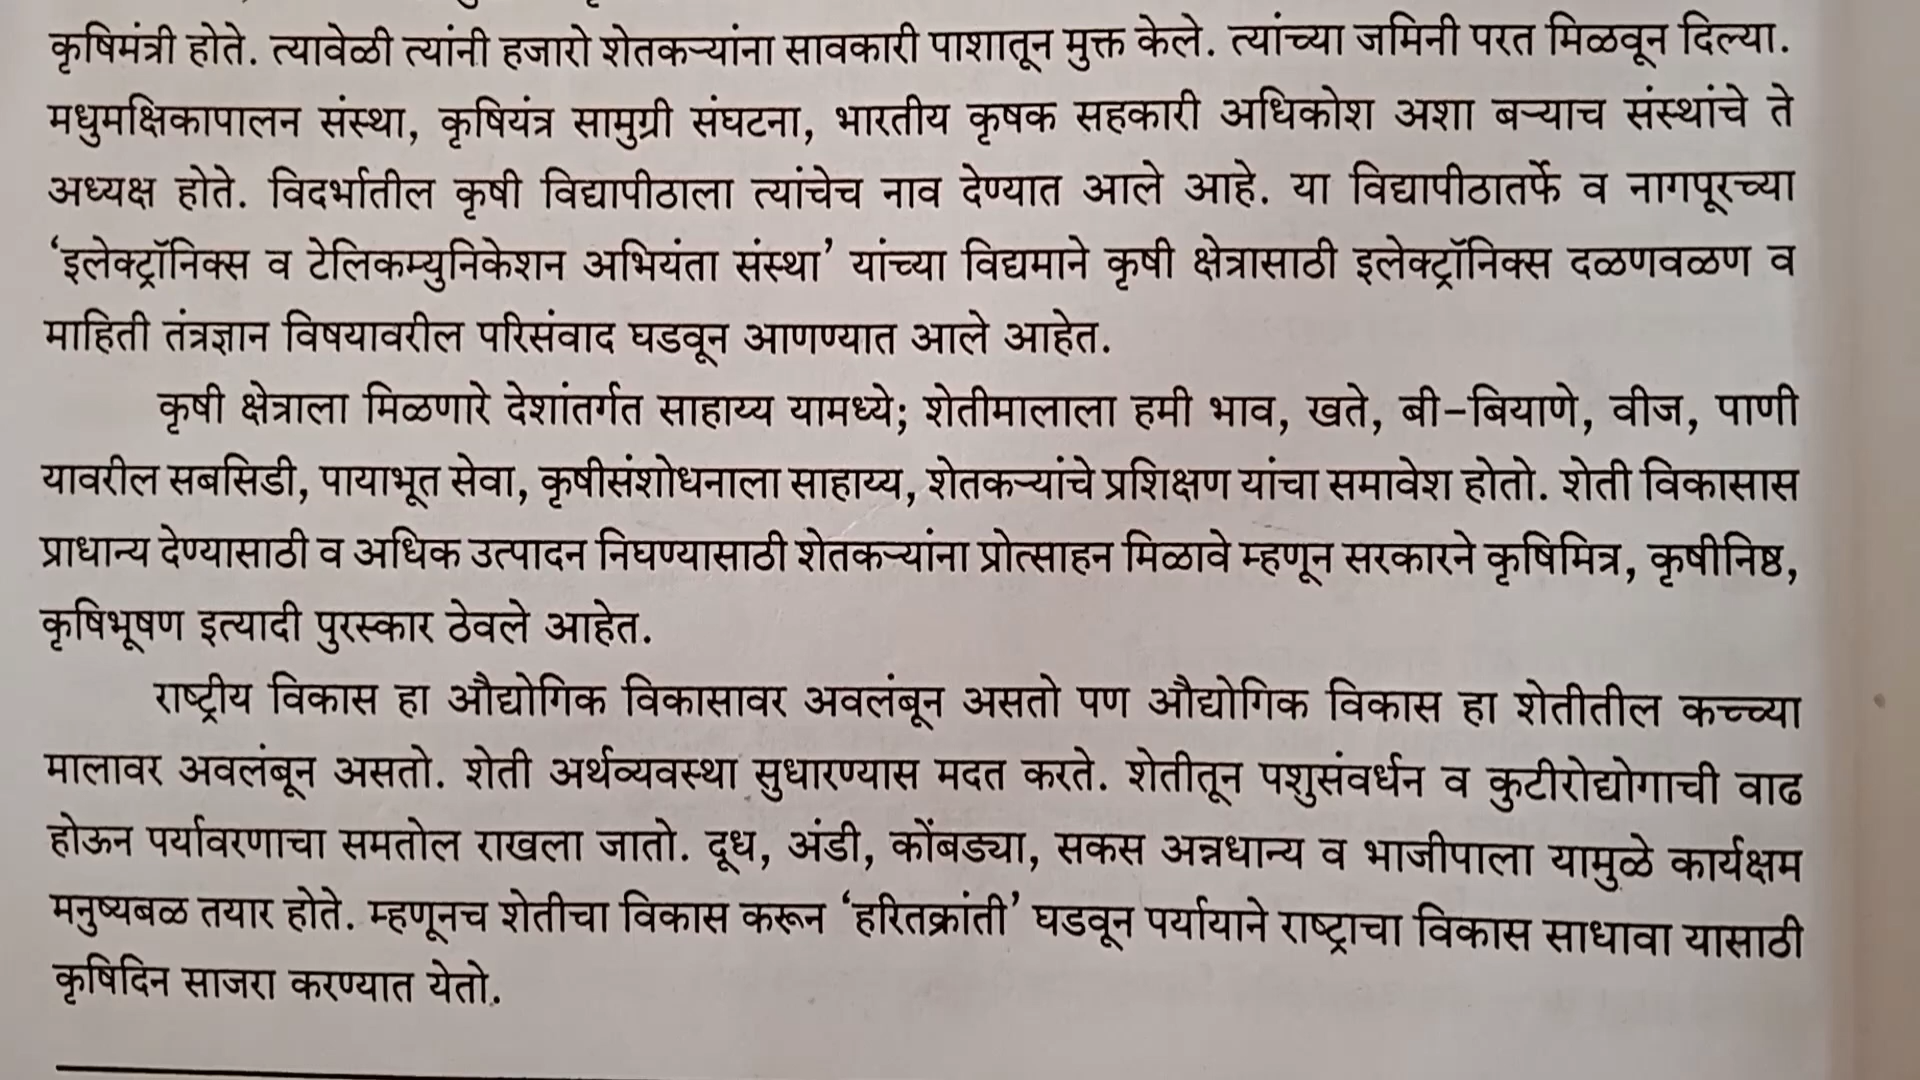 कृषिमंत्री होते. त्यावेळी त्यांनी हजारो शेतकऱ्यांना सावकारी पाशातून मुक्त केले. त्यांच्या जमिनी परत मिळवून दिल्या.
मधुमक्षिकापालन संस्था, कृषियंत्र सामुग्री संघटना, भारतीय कृषक सहकारी अधिकोश अशा बऱ्याच संस्थांचे ते
अध्यक्ष होते. विदर्भातील कृषी विद्यापीठाला त्यांचेच नाव देण्यात आले आहे. या विद्यापीठातर्फे व नागपूरच्या
‘इलेक्ट्रॉनिक्स व टेलिकम्युनिकेशन अभियंता संस्था’ यांच्या विद्यमाने कृषी क्षेत्रासाठी इलेक्ट्रॉनिक्स दळणवळण व
माहिती तंत्रज्ञान विषयावरील परिसंवाद घडवून आणण्यात आले आहेत.
कृषी क्षेत्राला मिळणारे देशांतर्गत साहाय्य यामध्ये; शेतीमालाला हमी भाव, खते, बी-बियाणे, वीज, पाणी
यावरील सबसिडी, पायाभूत सेवा, कृषीसंशोधनाला साहाय्य, शेतकऱ्यांचे प्रशिक्षण यांचा समावेश होतो. शेती विकासास
प्राधान्य देण्यासाठी व अधिक उत्पादन निघण्यासाठी शेतकऱ्यांना प्रोत्साहन मिळावे म्हणून सरकारने कृषिमित्र, कृषीनिष्ठ,
कृषिभूषण इत्यादी पुरस्कार ठेवले आहेत.
राष्ट्रीय विकास हा औद्योगिक विकासावर अवलंबून असतो पण औद्योगिक विकास हा शेतीतील कच्च्या
मालावर अवलंबून असतो. शेती अर्थव्यवस्था सुधारण्यास मदत करते. शेतीतून पशुसंवर्धन व कुटीरोद्योगाची वाढ
होऊन पर्यावरणाचा समतोल राखला जातो. दूध, अंडी, कोंबड्या, सकस अन्नधान्य व भाजीपाला यामुळे कार्यक्षम
मनुष्यबळ तयार होते. म्हणूनच शेतीचा विकास करून ‘हरितक्रांती’ घडवून पर्यायाने राष्ट्राचा विकास साधावा यासाठी
कृषिदिन साजरा करण्यात येतो.